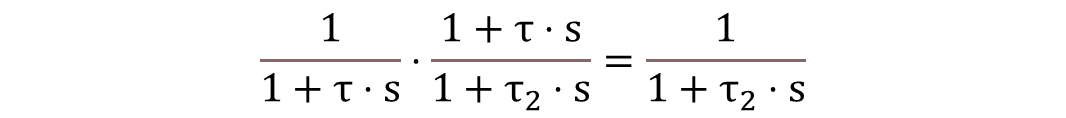 1/(1 + τ · s) · (1 + τ · s)/(1 + τ₂ · s) = 1/(1 + τ₂ · s)